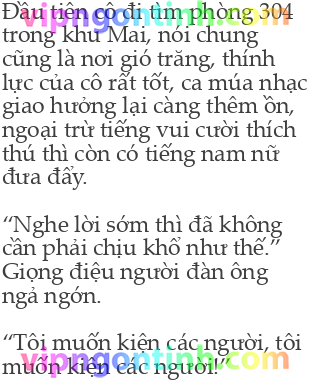 Đầu tiên cô đi tìm phòng 304
trong khu Mai, nói chung
cũng là nơi gió trăng, thính
lực của cô rất tốt, ca múa nhạc
giao hưởng lại càng thêm ồn,
ngoại trừ tiếng vui cười thích
thú thì còn có tiếng nam nữ
đưa đẩy.
“Nghe lời sớm thì đã không
cần phải chịu khổ như thế.”
Giọng điệu người đàn ông
ngả ngớn.
“Tôi muốn kiện các người, tôi
muốn kiện các người!”
vipngontinh.com
vipngontinh.com